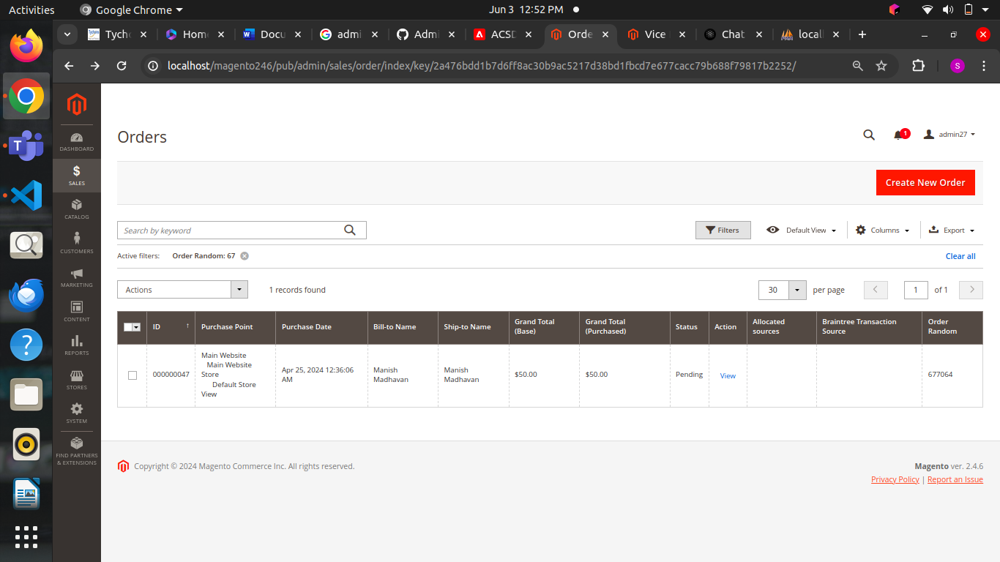 Activities Google Chrome Jun 3 12:52 PM
Tycho Home Docu admi Admi ACSD Orde Vice Chat local
localhost/magento246/pub/admin/sales/order/index/key/2a476bdd1b7d6ff8ac30b9ac5217d38bd1fbcd7e677cacc79b688f79817b2252/ S
DASHBOARD
SALES
CATALOG
CUSTOMERS
MARKETING
CONTENT
REPORTS
STORES
SYSTEM
FIND PARTNERS
& EXTENSIONS
Orders
1 admin27
Create New Order
Search by keyword
Filters Default View Columns Export
Active filters: Order Random: 67 Clear all
Actions 1 records found 30 per page 1 of 1
ID Purchase Point Purchase Date Bill-to Name Ship-to Name Grand Total (Base) Grand Total (Purchased) Status Action Allocated sources Braintree Transaction Source Order Random
000000047
Main Website
Main Website
Store
Default Store
View
Apr 25, 2024 12:36:06
AM
Manish
Madhavan
Manish
Madhavan
$50.00
$50.00
Pending
View
677064
Copyright © 2024 Magento Commerce Inc. All rights reserved.
Magento ver. 2.4.6
Privacy Policy | Report an Issue